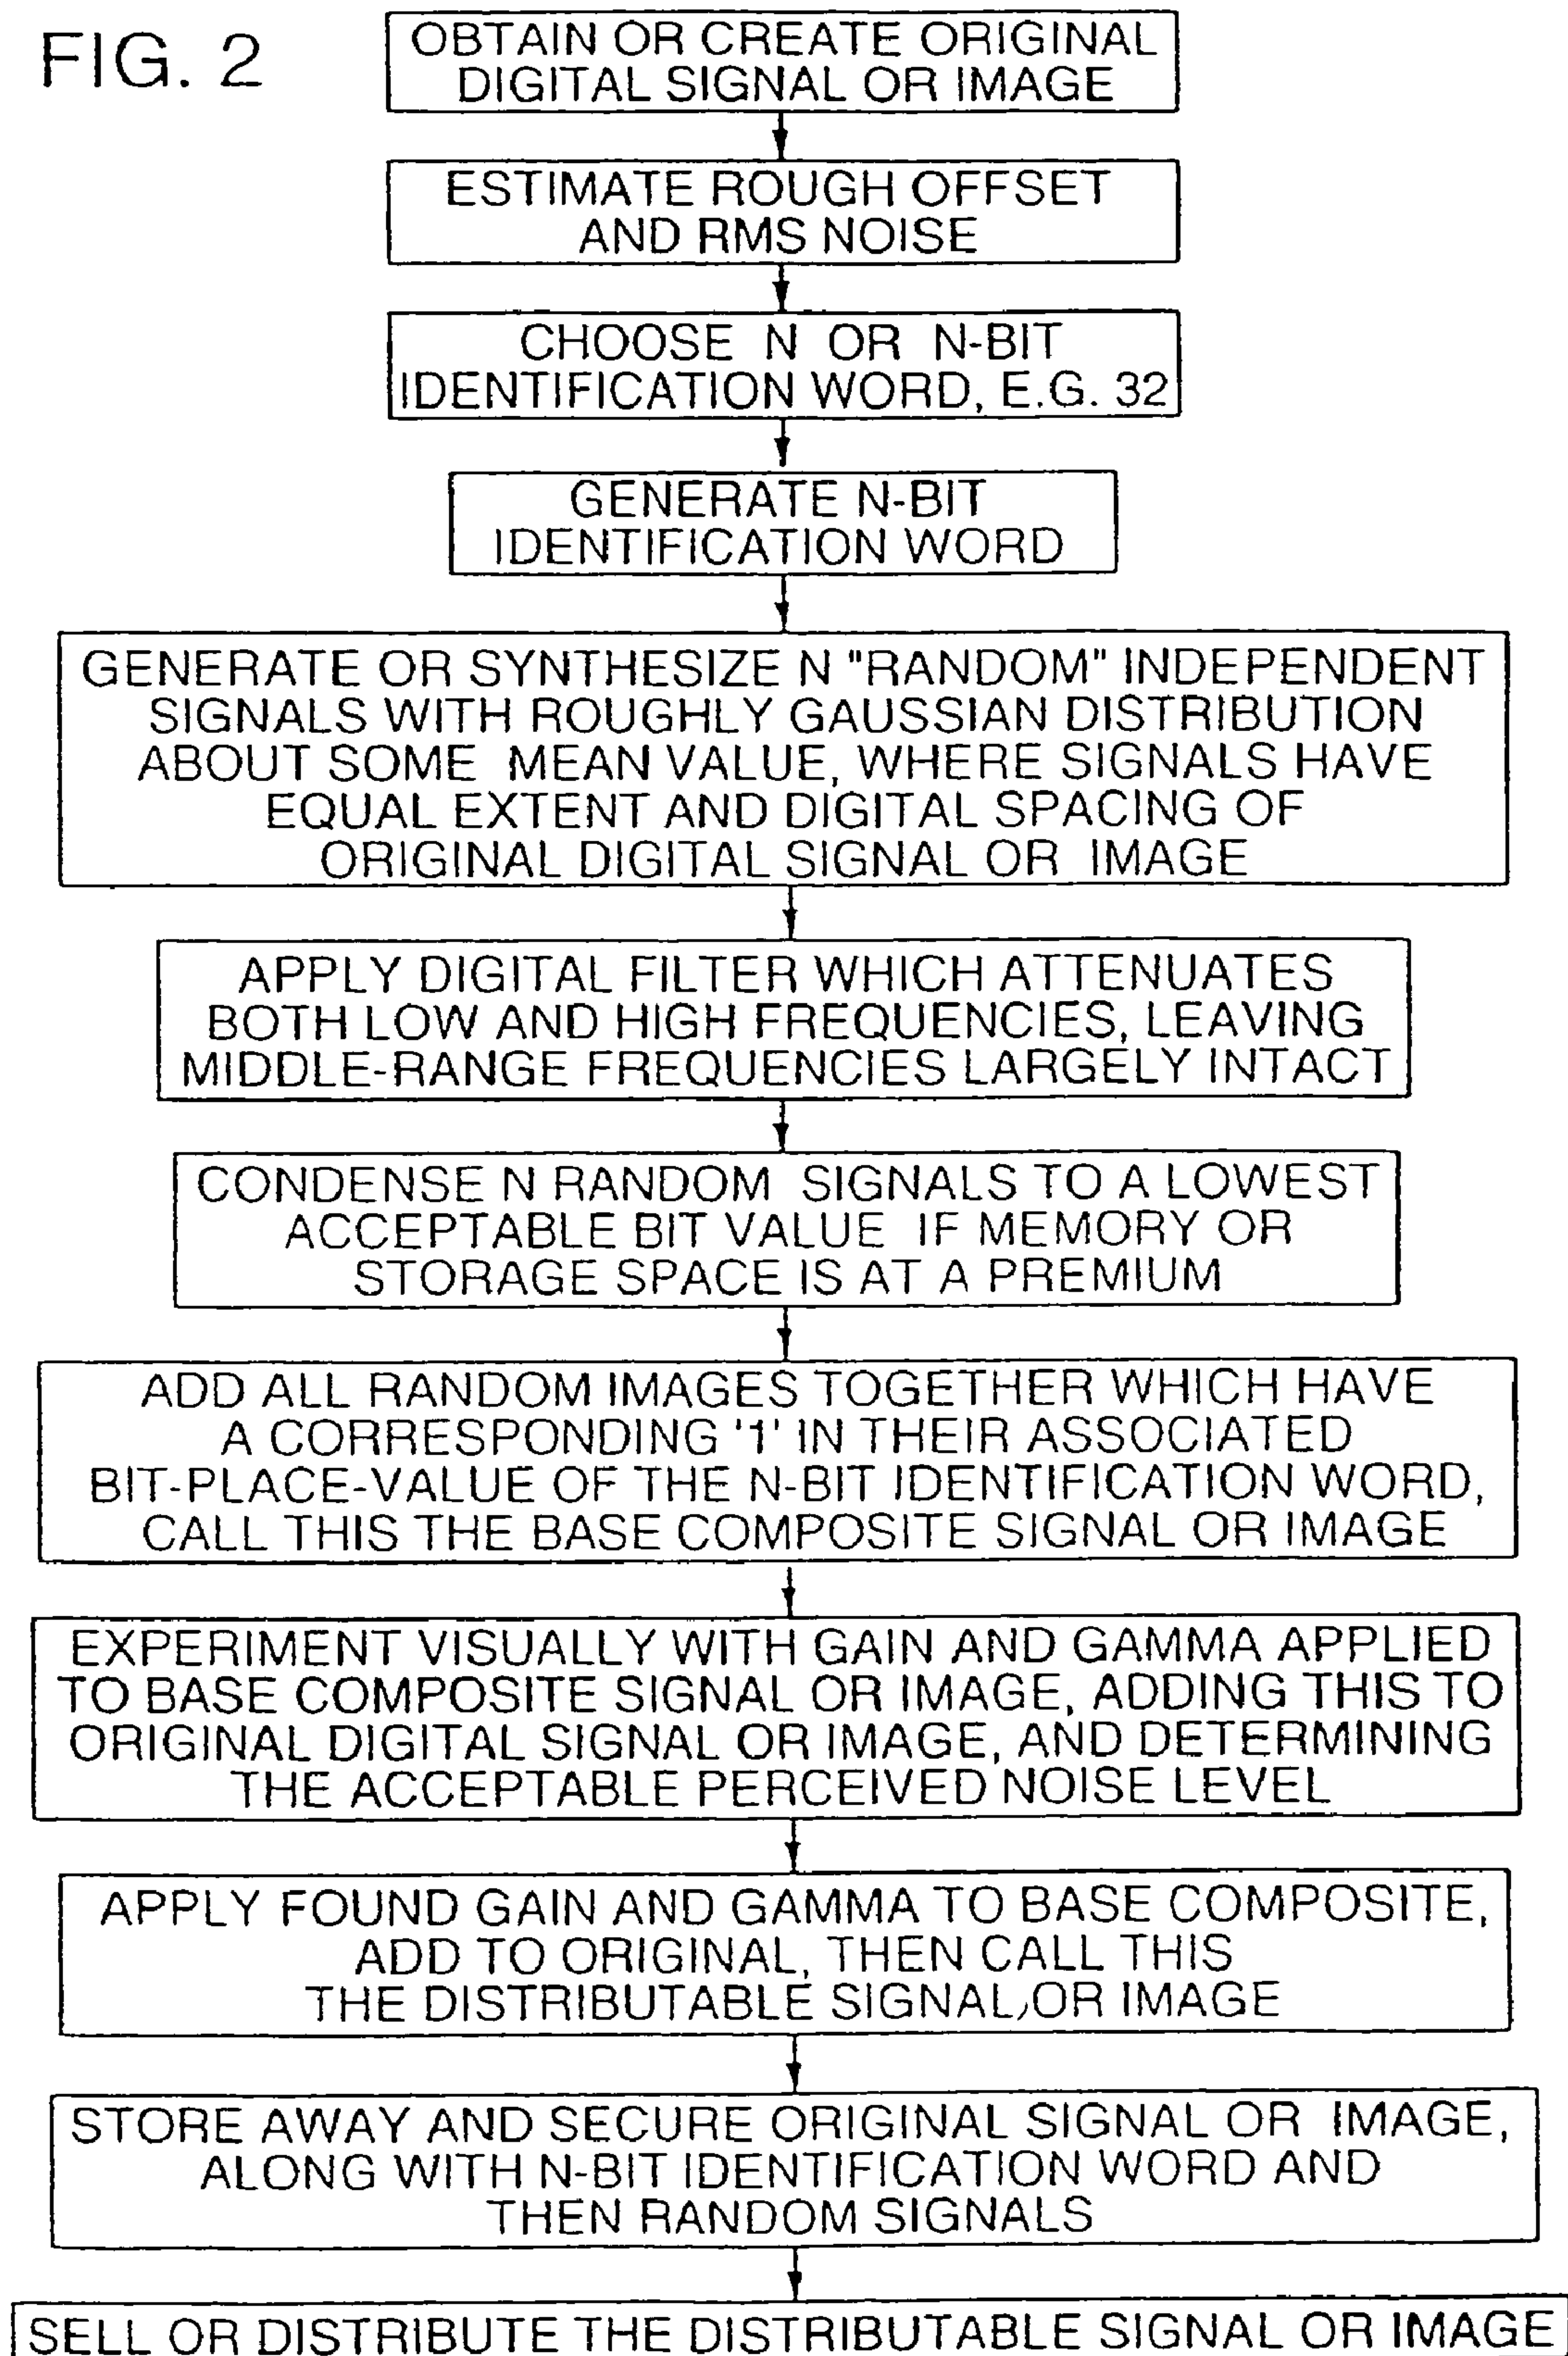 FIG. 2
OBTAIN OR CREATE ORIGINAL
DIGITAL SIGNAL OR IMAGE
ESTIMATE ROUGH OFFSET
AND RMS NOISE
CHOOSE N OR N-BIT
IDENTIFICATION WORD, E.G. 32
GENERATE N-BIT
IDENTIFICATION WORD
GENERATE OR SYNTHESIZE N "RANDOM" INDEPENDENT
SIGNALS WITH ROUGHLY GAUSSIAN DISTRIBUTION
ABOUT SOME MEAN VALUE, WHERE SIGNALS HAVE
EQUAL EXTENT AND DIGITAL SPACING OF
ORIGINAL DIGITAL SIGNAL OR IMAGE
APPLY DIGITAL FILTER WHICH ATTENUATES
BOTH LOW AND HIGH FREQUENCIES, LEAVING
MIDDLE-RANGE FREQUENCIES LARGELY INTACT
CONDENSE N RANDOM SIGNALS TO A LOWEST
ACCEPTABLE BIT VALUE IF MEMORY OR
STORAGE SPACE IS AT A PREMIUM
ADD ALL RANDOM IMAGES TOGETHER WHICH HAVE
A CORRESPONDING '1' IN THEIR ASSOCIATED
BIT-PLACE-VALUE OF THE N-BIT IDENTIFICATION WORD,
CALL THIS THE BASE COMPOSITE SIGNAL OR IMAGE
EXPERIMENT VISUALLY WITH GAIN AND GAMMA APPLIED
TO BASE COMPOSITE SIGNAL OR IMAGE, ADDING THIS TO
ORIGINAL DIGITAL SIGNAL OR IMAGE, AND DETERMINING
THE ACCEPTABLE PERCEIVED NOISE LEVEL
APPLY FOUND GAIN AND GAMMA TO BASE COMPOSITE,
ADD TO ORIGINAL, THEN CALL THIS
THE DISTRIBUTABLE SIGNAL, OR IMAGE
STORE AWAY AND SECURE ORIGINAL SIGNAL OR IMAGE,
ALONG WITH N-BIT IDENTIFICATION WORD AND
THEN RANDOM SIGNALS
SELL OR DISTRIBUTE THE DISTRIBUTABLE SIGNAL OR IMAGE